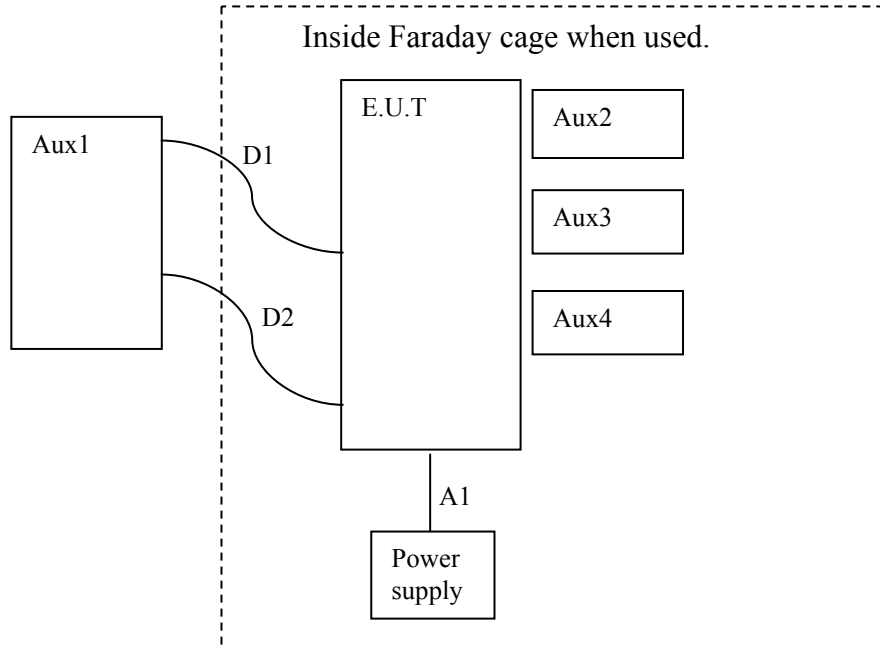 Inside Faraday cage when used.
Aux1
D1
D2
E.U.T
Aux2
Aux3
Aux4
A1
Power
supply